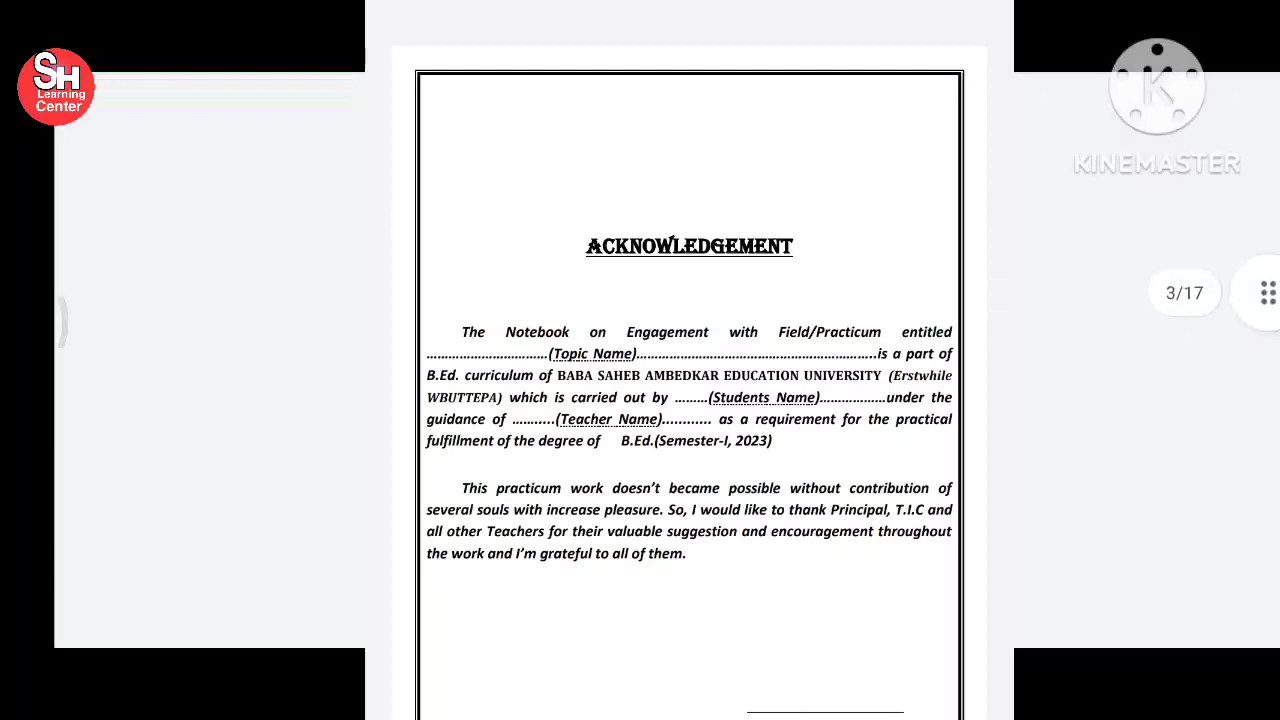 SH
Learning
Center
KINEMASTER
3/17
ACKNOWLEDGEMENT
The Notebook on Engagement with Field/Practicum entitled
……………………………(Topic Name)………………………………………………………..is a part of
B.Ed. curriculum of BABA SAHEB AMBEDKAR EDUCATION UNIVERSITY (Erstwhile
WBUTTEPA) which is carried out by ………(Students Name)………………under the
guidance of ………...(Teacher Name)............ as a requirement for the practical
fulfillment of the degree of B.Ed.(Semester-I, 2023)
This practicum work doesn’t became possible without contribution of
several souls with increase pleasure. So, I would like to thank Principal, T.I.C and
all other Teachers for their valuable suggestion and encouragement throughout
the work and I’m grateful to all of them.